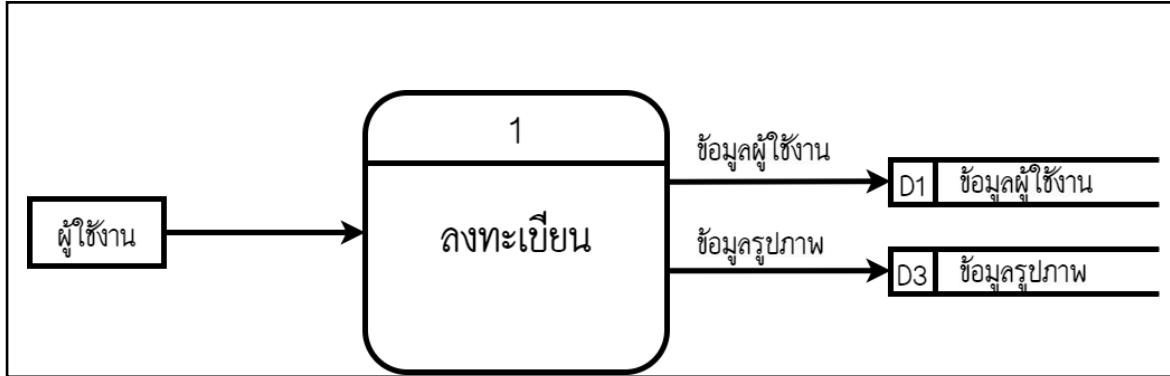 1
ข้อมูลผู้ใช้งาน
D1 ข้อมูลผู้ใช้งาน
ผู้ใช้งาน
ลงทะเบียน
ข้อมูลรูปภาพ
D3 ข้อมูลรูปภาพ